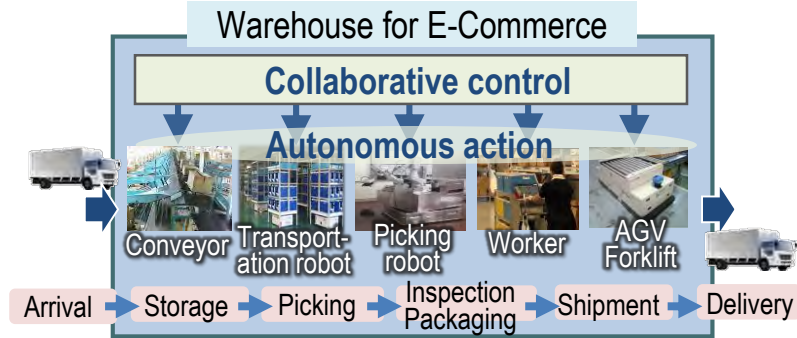 Warehouse for E-Commerce
Collaborative control
Autonomous action
Conveyor
Transport-
ation robot
Picking
robot
Worker
AGV
Forklift
Arrival
Storage
Picking
Inspection
Packaging
Shipment
Delivery